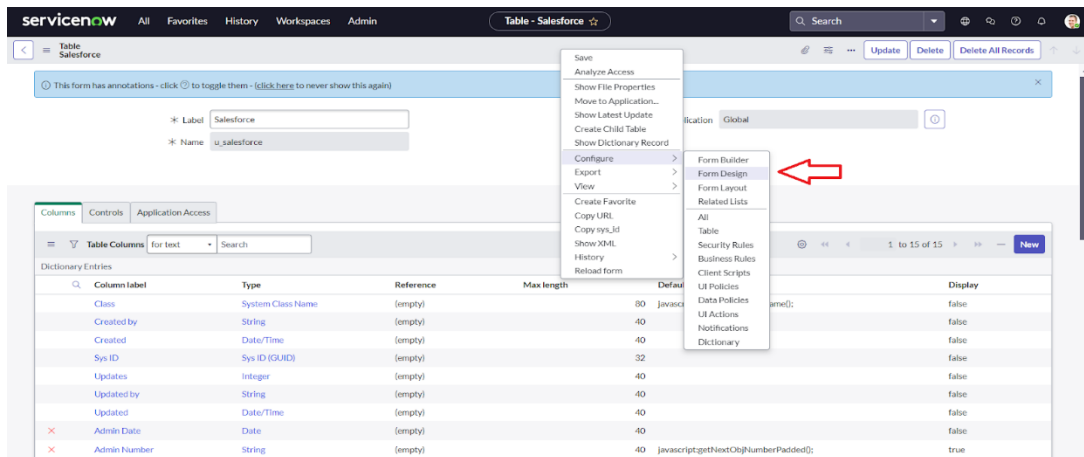 servicenow All Favorites History Workspaces Admin Table - Salesforce Search
Table
Salesforce
Update Delete Delete All Records
This form has annotations - click to toggle them - (click here to never show this again)
Label Salesforce
Name u_salesforce
lication Global
Save
Analyze Access
Show File Properties
Move to Application...
Show Latest Update
Create Child Table
Show Dictionary Record
Configure
Export
View
Create Favorite
Copy URL
Copy sys_id
Show XML
History
Reload form
Form Builder
Form Design
Form Layout
Related Lists
All
Table
Security Rules
Business Rules
Client Scripts
UI Policies
Data Policies
UI Actions
Notifications
Dictionary
Columns Controls Application Access
Table Columns for text Search 1 to 15 of 15 New
Dictionary Entries
Column label Type Reference Max length Defau Display
Class System Class Name (empty) 80 javasc ame(); false
Created by String (empty) 40 false
Created Date/Time (empty) 40 false
Sys ID Sys ID (GUID) (empty) 32 false
Updates Integer (empty) 40 false
Updated by String (empty) 40 false
Updated Date/Time (empty) 40 false
Admin Date Date (empty) 40 false
Admin Number String (empty) 40 javascript:getNextObjNumberPadded(); true